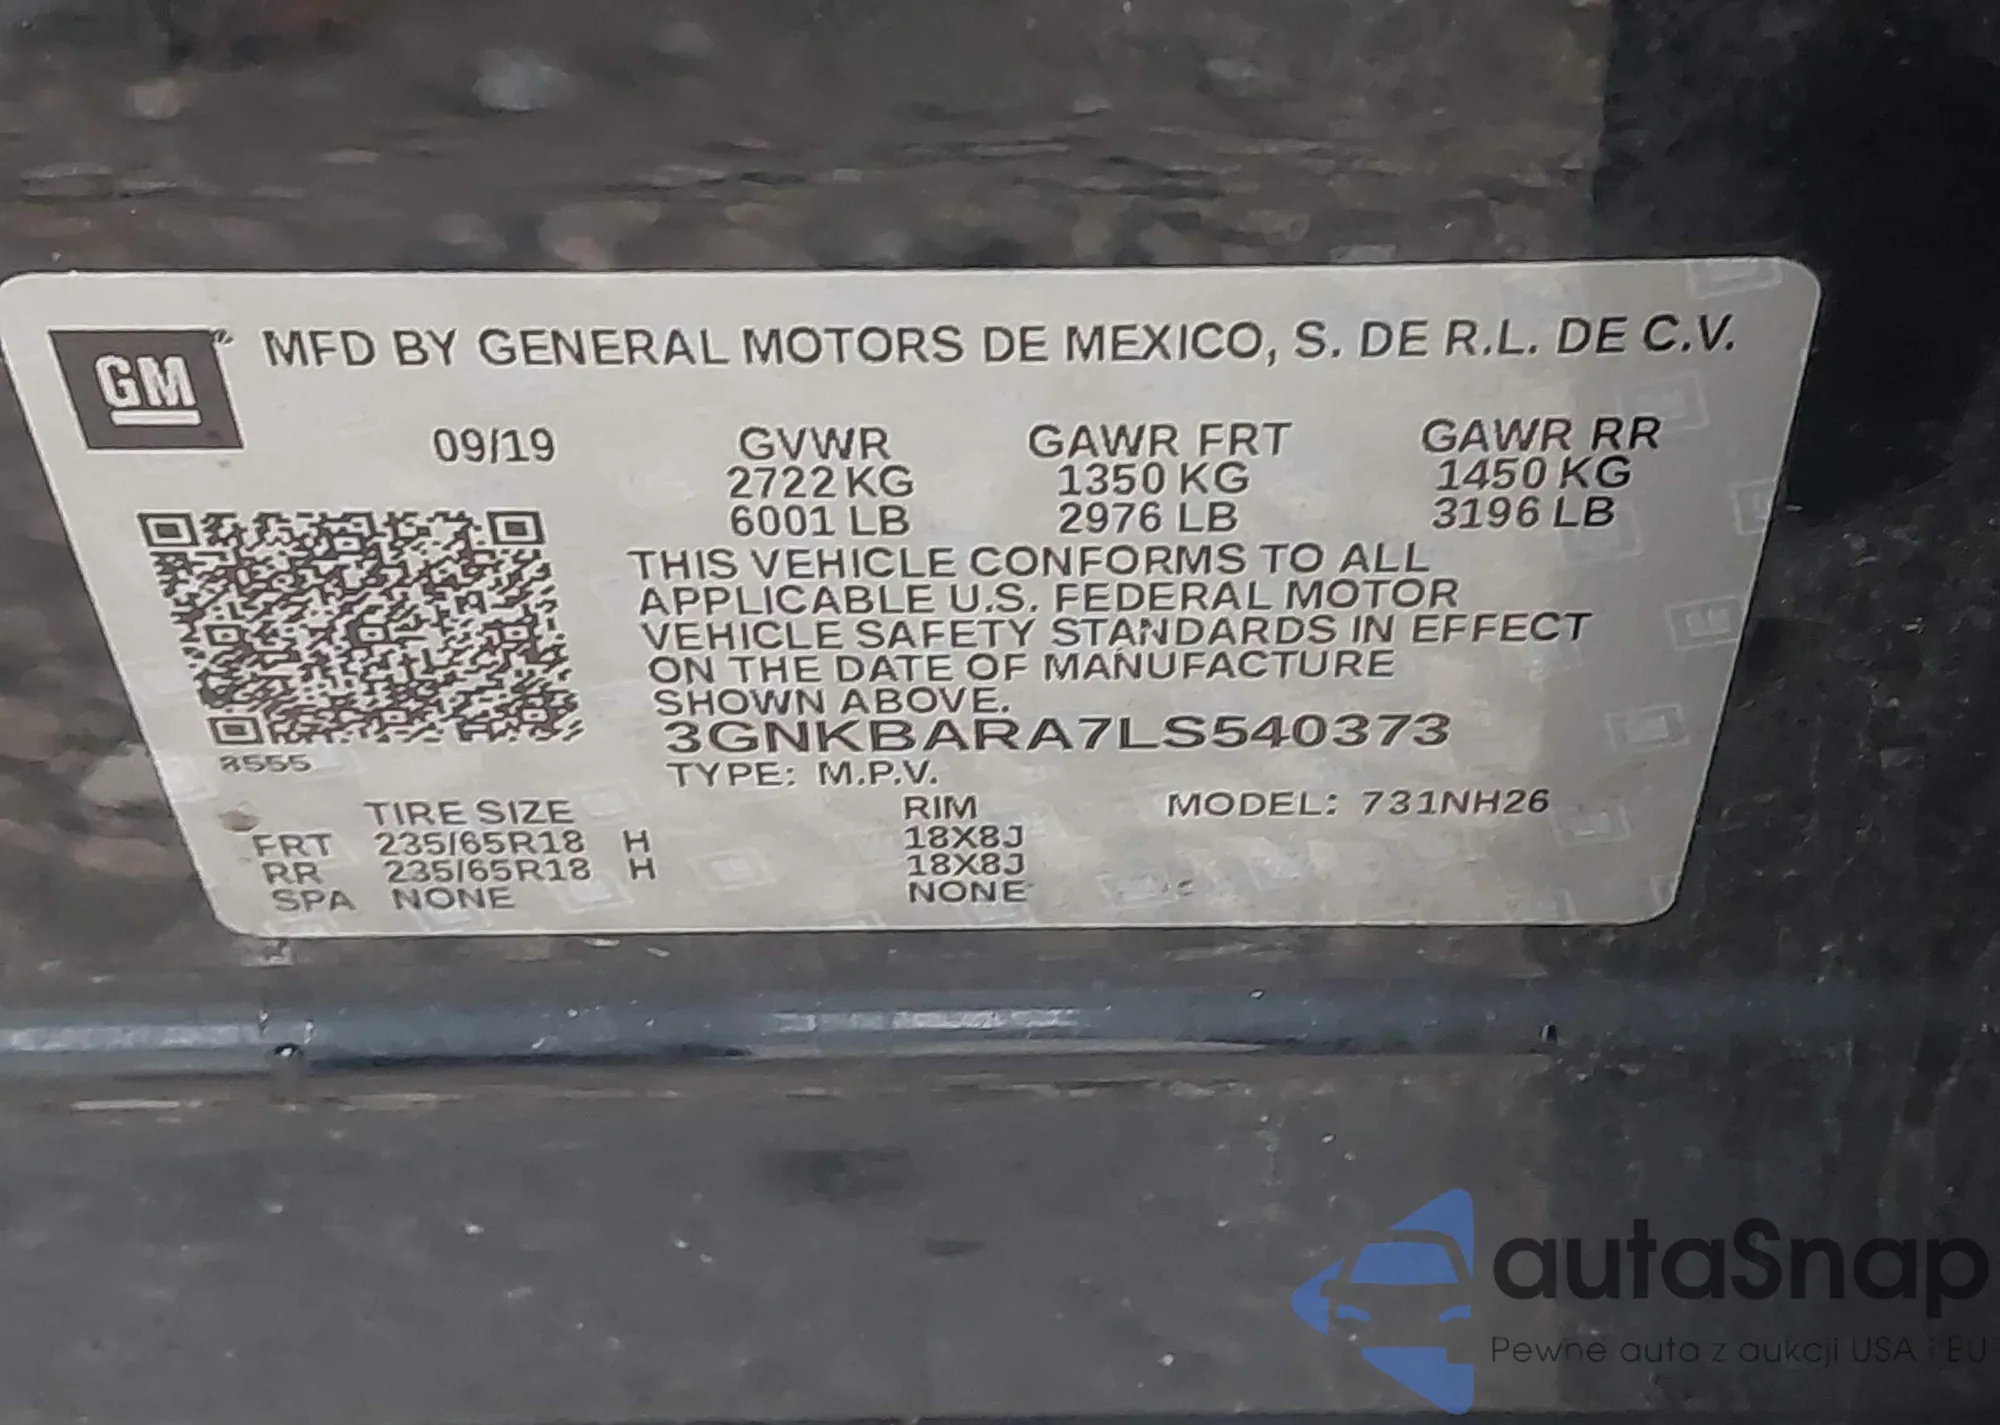 GM
MFD BY GENERAL MOTORS DE MEXICO, S. DE R.L. DE C.V.
09/19 GVWR GAWR FRT GAWR RR
2722 KG 1350 KG 1450 KG
6001 LB 2976 LB 3196 LB
THIS VEHICLE CONFORMS TO ALL
APPLICABLE U.S. FEDERAL MOTOR
VEHICLE SAFETY STANDARDS IN EFFECT
ON THE DATE OF MANUFACTURE
SHOWN ABOVE.
3GNKBARA7LS540373
8555
TYPE: M.P.V.
TIRE SIZE RIM MODEL: 731NH26
FRT 235/65R18 H 18X8J
RR 235/65R18 H 18X8J
SPA NONE NONE
autaSnap
Pewne auta z aukcji USA i EU